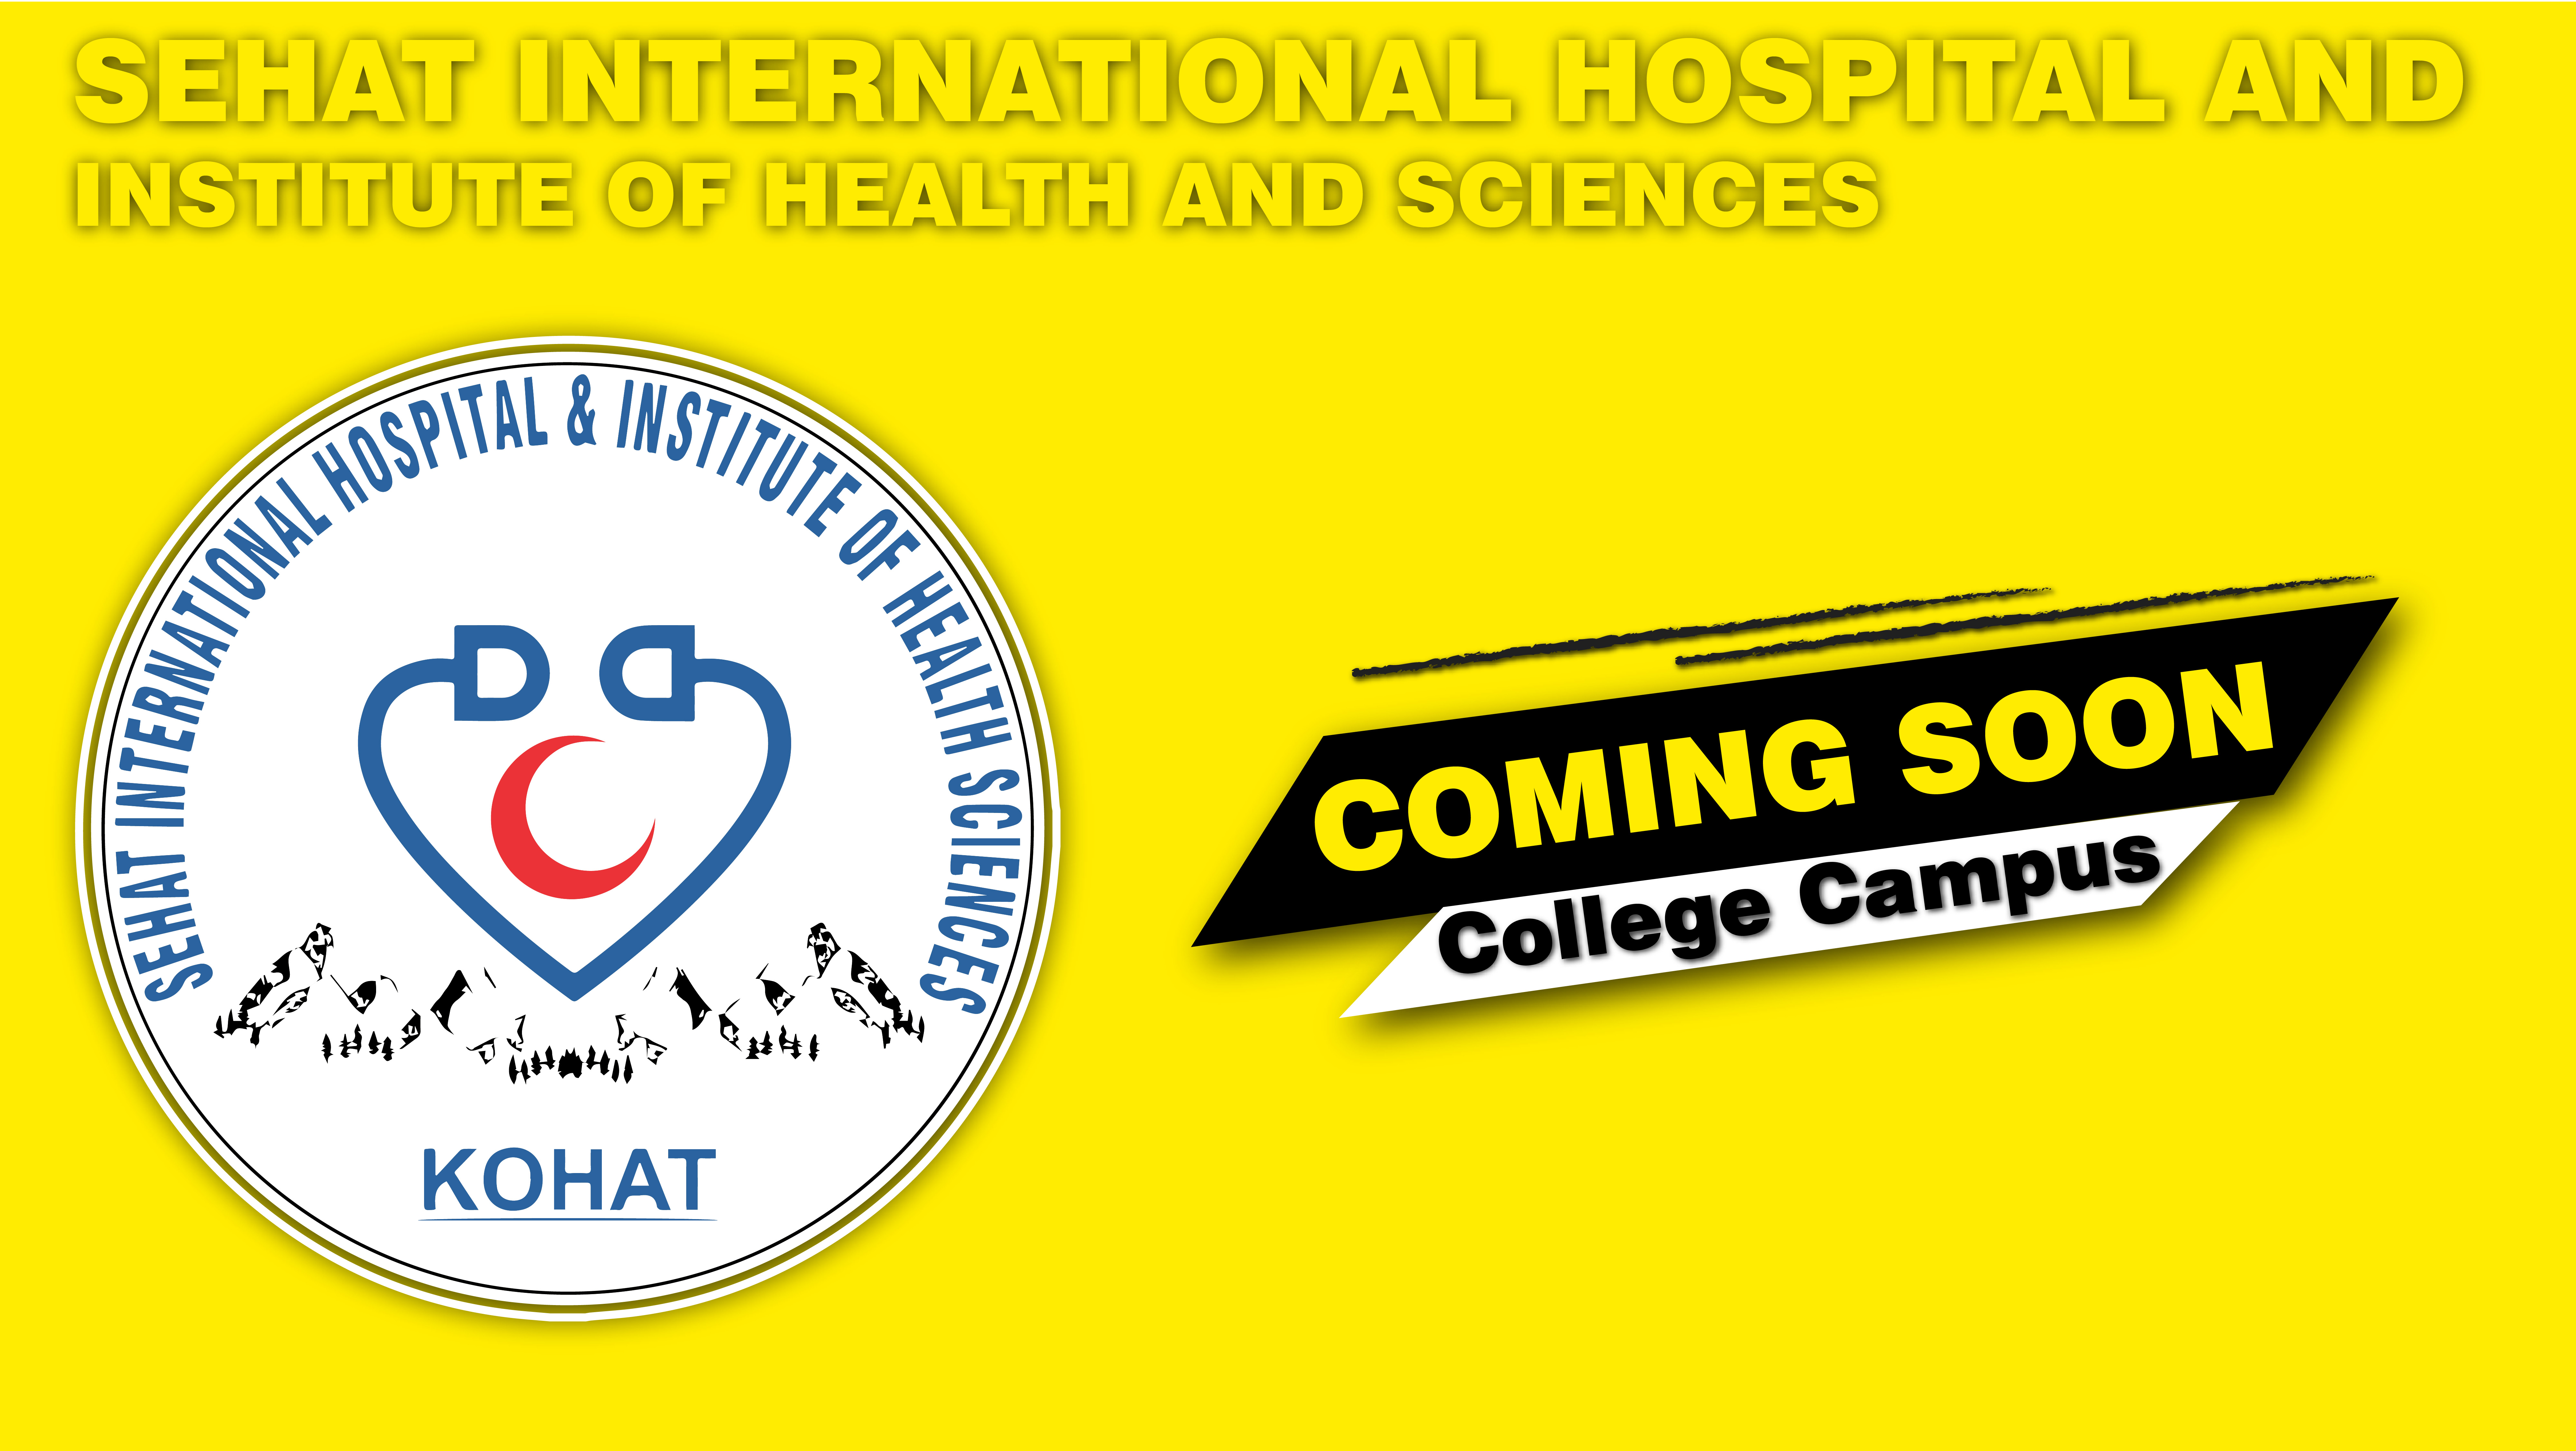 SEHAT INTERNATIONAL HOSPITAL AND
INSTITUTE OF HEALTH AND SCIENCES
SEHAT INTERNATIONAL HOSPITAL & INSTITUTE OF HEALTH SCIENCES
KOHAT
COMING SOON
College Campus